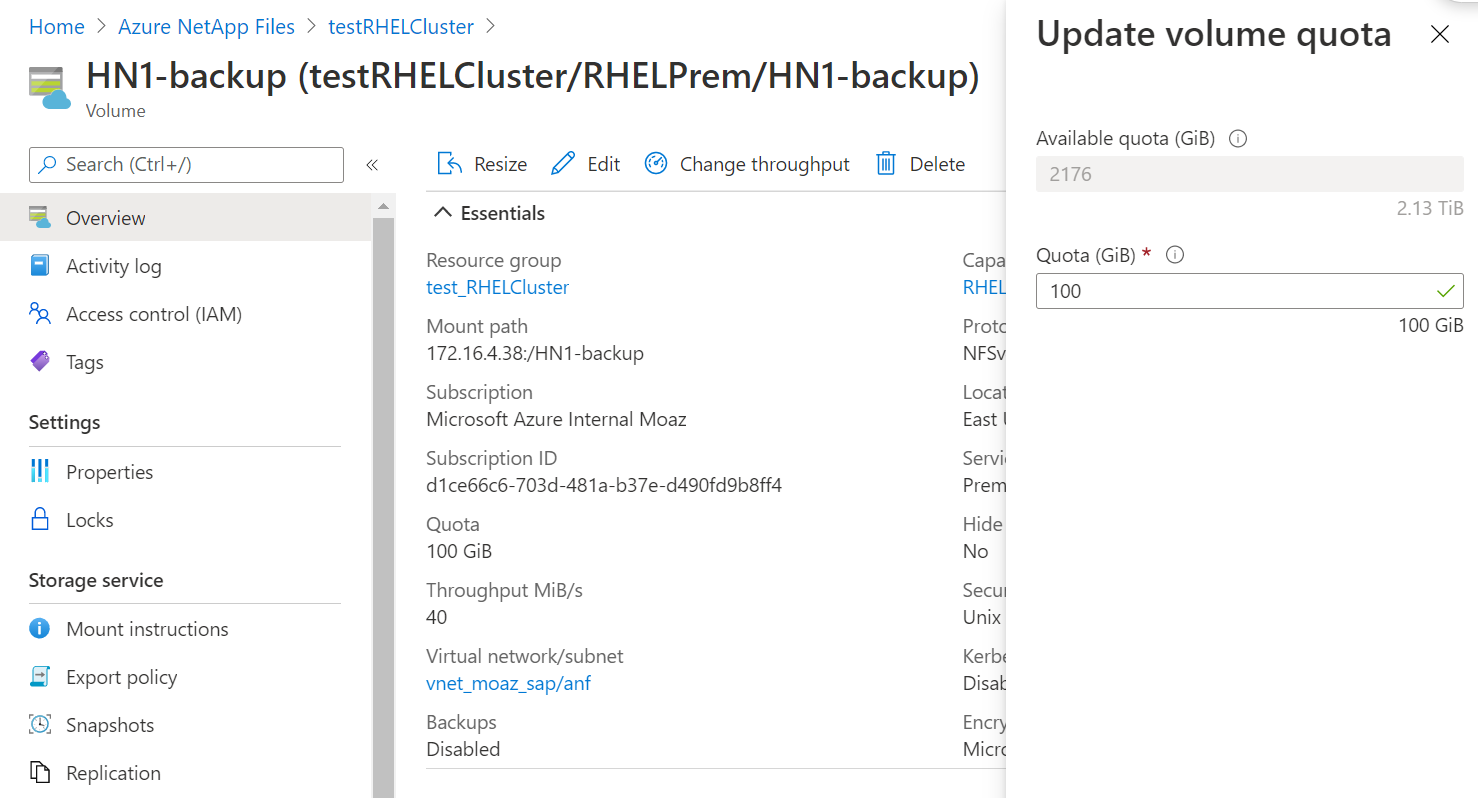 Home > Azure NetApp Files > testRHELCluster >
HN1-backup (testRHELCluster/RHELPrem/HN1-backup)
Volume
Search (Ctrl+/)
«
Overview
Activity log
Access control (IAM)
Tags
Settings
Properties
Locks
Storage service
Mount instructions
Export policy
Snapshots
Replication
Resize
Edit
Change throughput
Delete
Essentials
Resource group
test_RHELCluster
Mount path
172.16.4.38:/HN1-backup
Subscription
Microsoft Azure Internal Moaz
Subscription ID
d1ce66c6-703d-481a-b37e-d490fd9b8ff4
Quota
100 GiB
Throughput MiB/s
40
Virtual network/subnet
vnet_moaz_sap/anf
Backups
Disabled
Capa
RHEL
Proto
NFSv
Locat
East
Servi
Prem
Hide
No
Secur
Unix
Kerbe
Disab
Encry
Micro
Update volume quota
Available quota (GiB)
2176
2.13 TiB
Quota (GiB) *
100
100 GiB